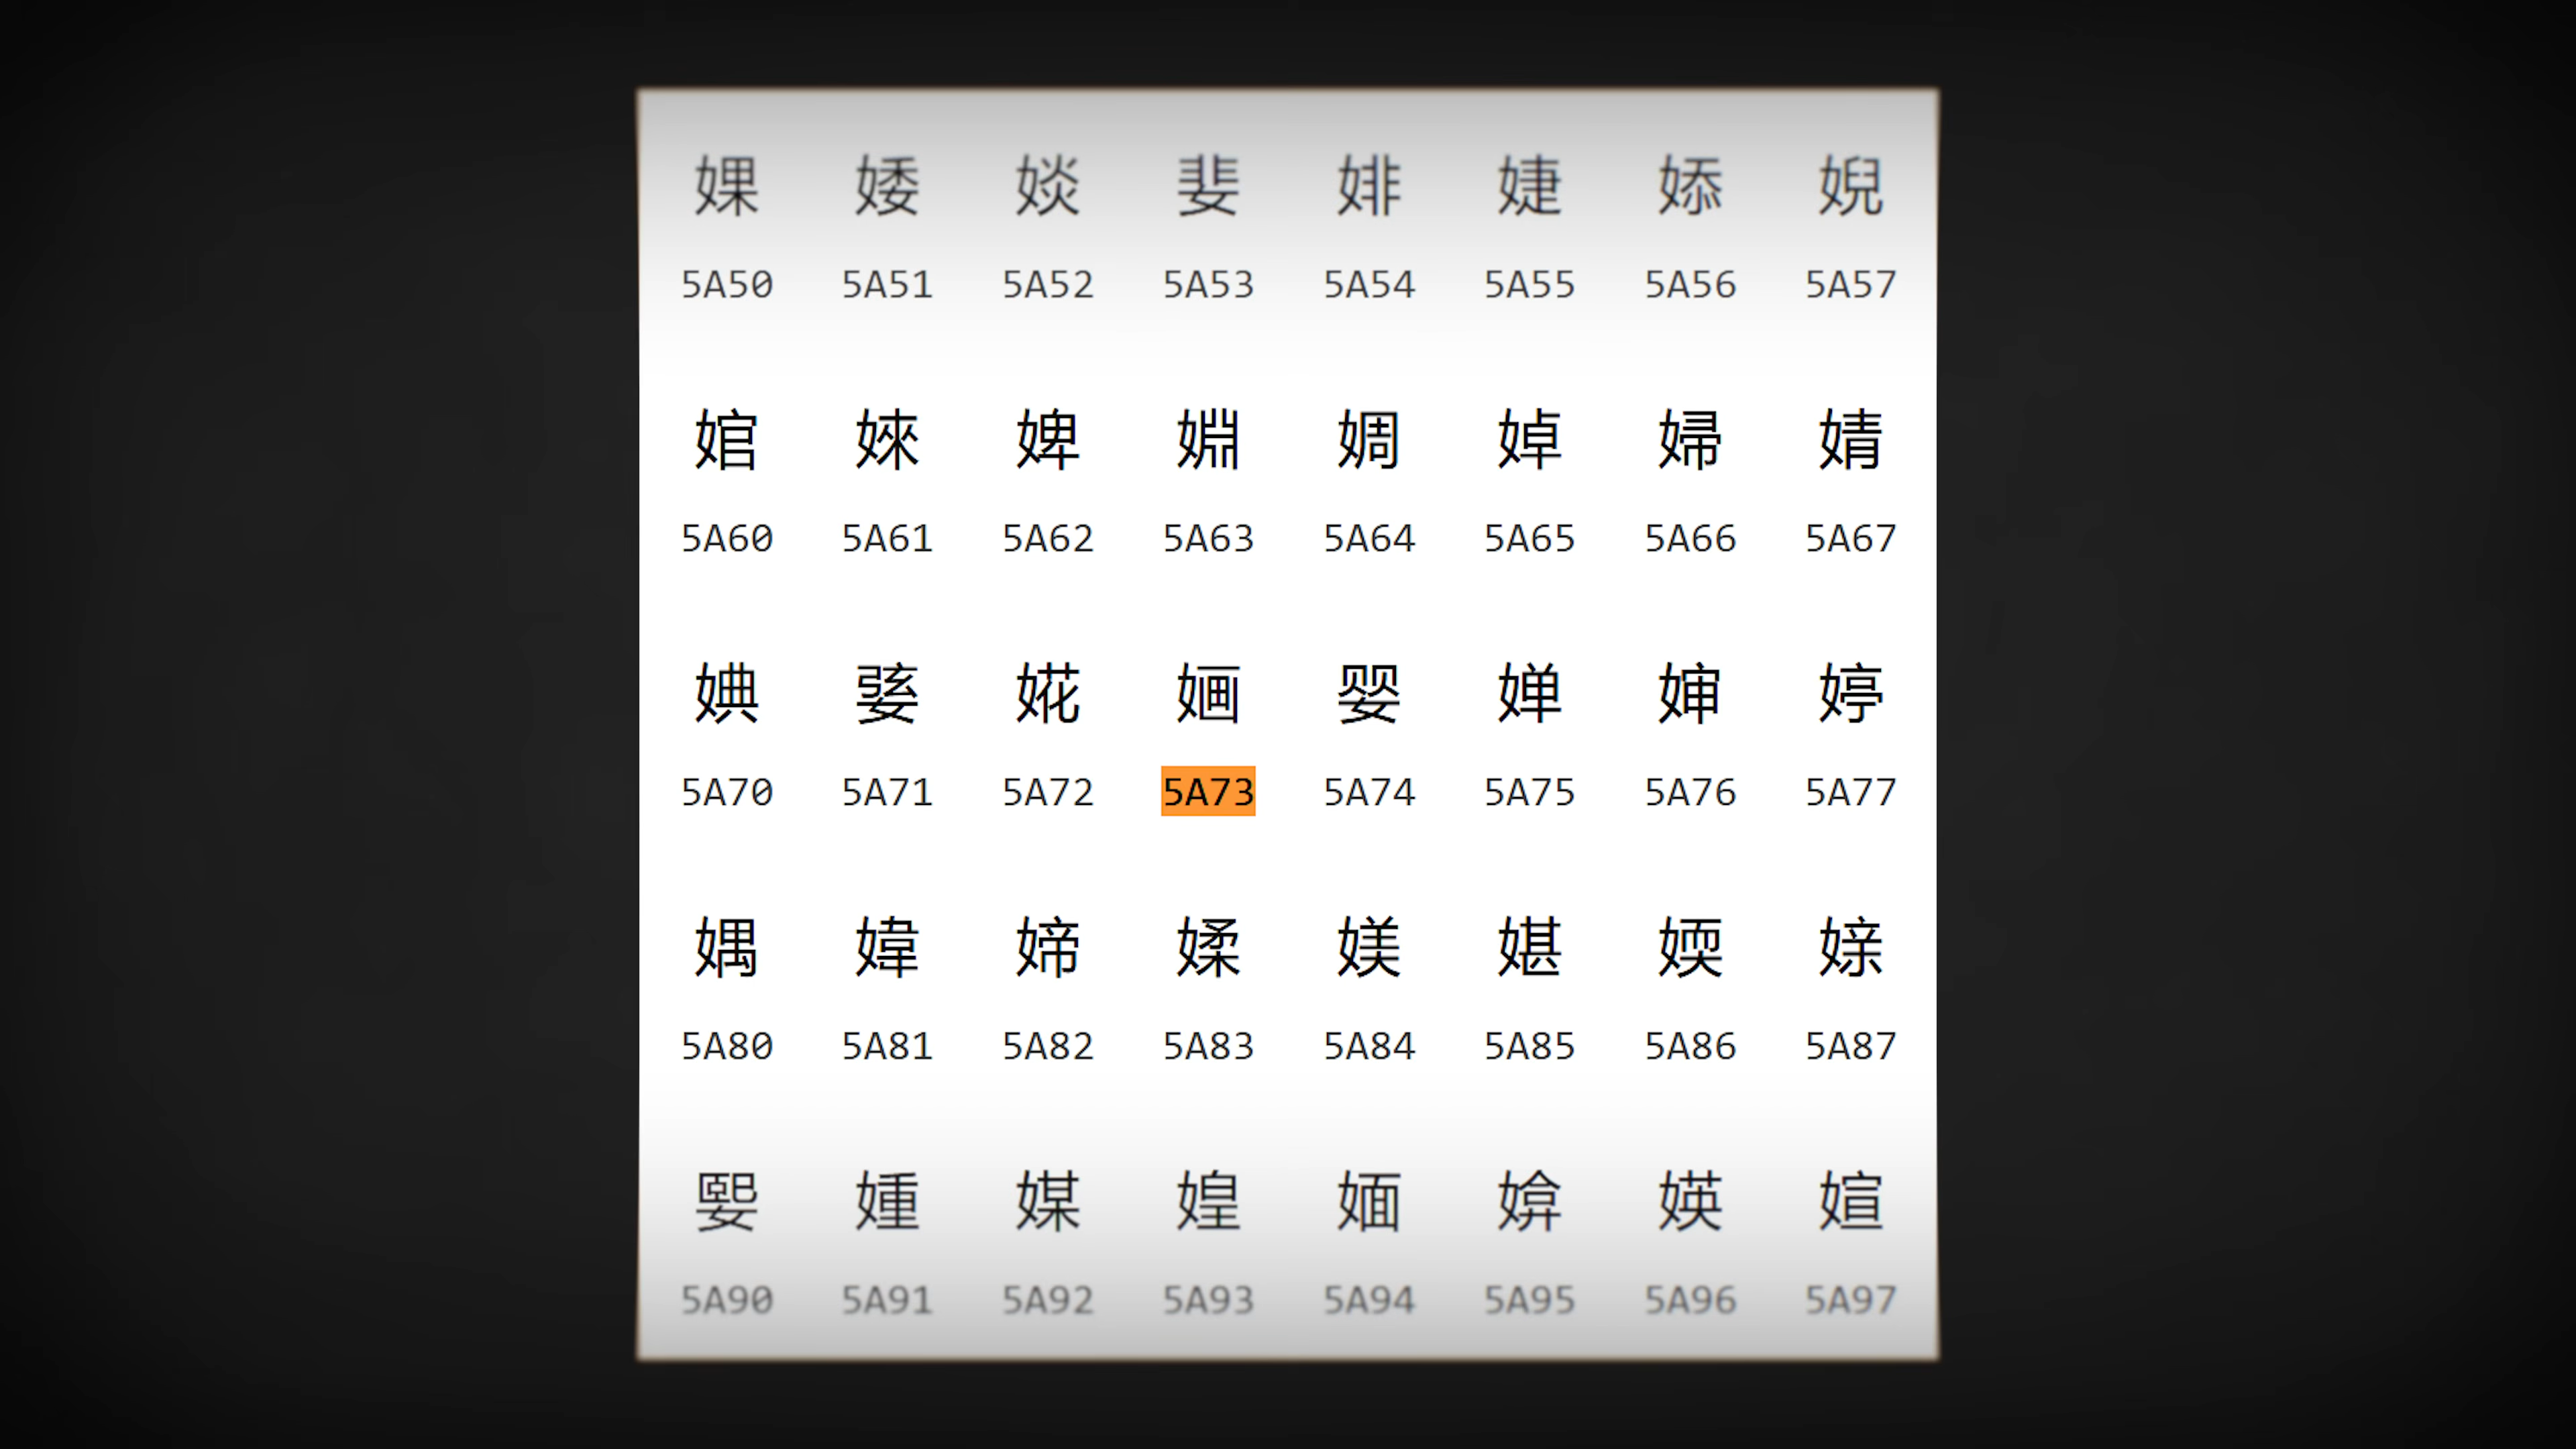 婐 婑 婒 婓 婔 婕 婖 婗
5A50 5A51 5A52 5A53 5A54 5A55 5A56 5A57
婠 婡 婢 婣 婤 婥 婦 婧
5A60 5A61 5A62 5A63 5A64 5A65 5A66 5A67
婰 婱 婲 婳 婴 婵 婶 婷
5A70 5A71 5A72 5A73 5A74 5A75 5A76 5A77
媀 媁 媂 媃 媄 媅 媆 媇
5A80 5A81 5A82 5A83 5A84 5A85 5A86 5A87
媐 媑 媒 媓 媔 媕 媖 媗
5A90 5A91 5A92 5A93 5A94 5A95 5A96 5A97